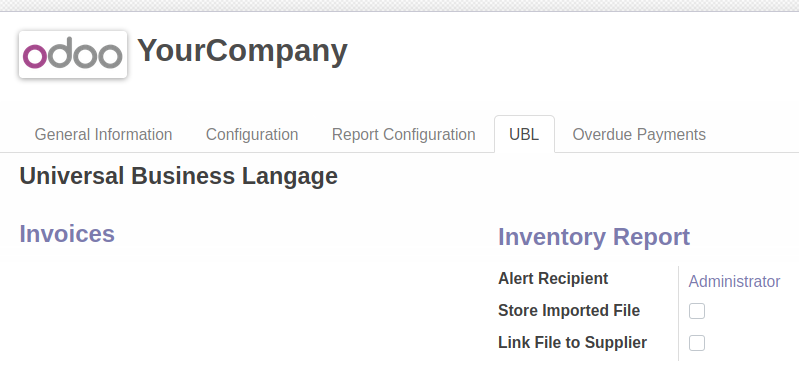 odoo YourCompany
General Information Configuration Report Configuration UBL Overdue Payments
Universal Business Langage
Invoices
Inventory Report
Alert Recipient Administrator
Store Imported File
Link File to Supplier